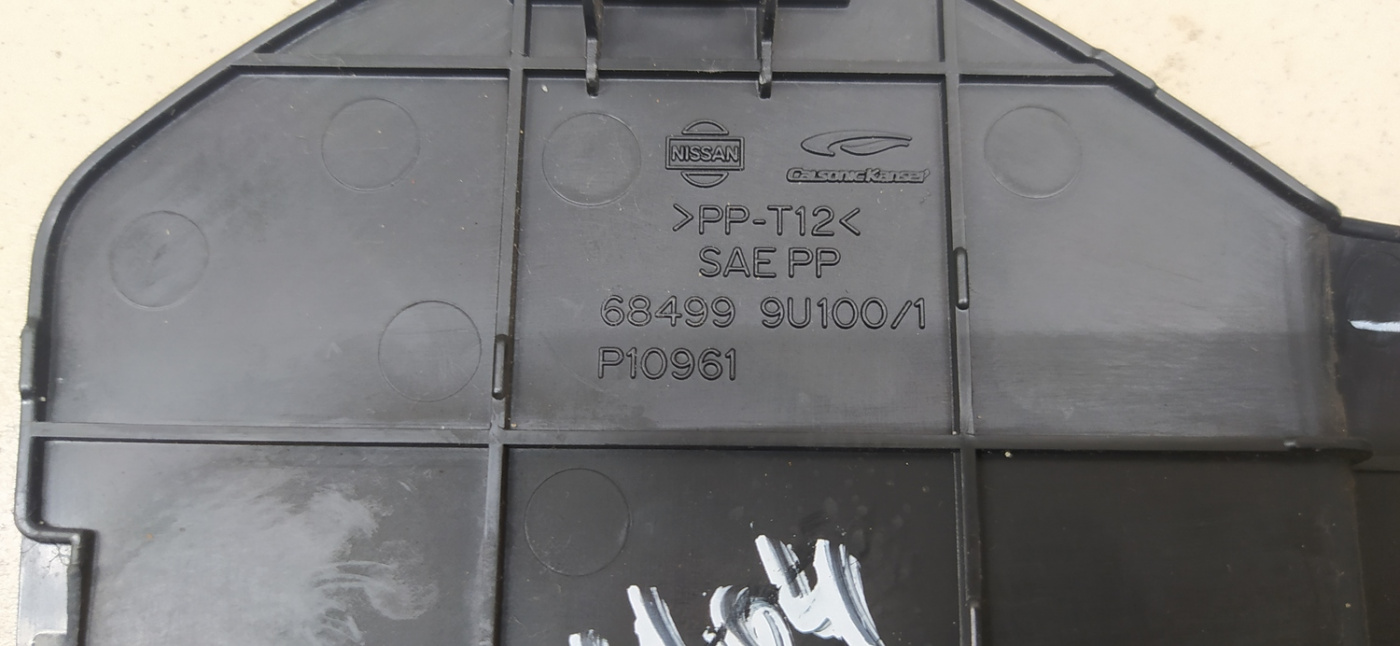 NISSAN
CalsonicKansei
>PP-T12<
SAE PP
68499 9U100/1
P10961